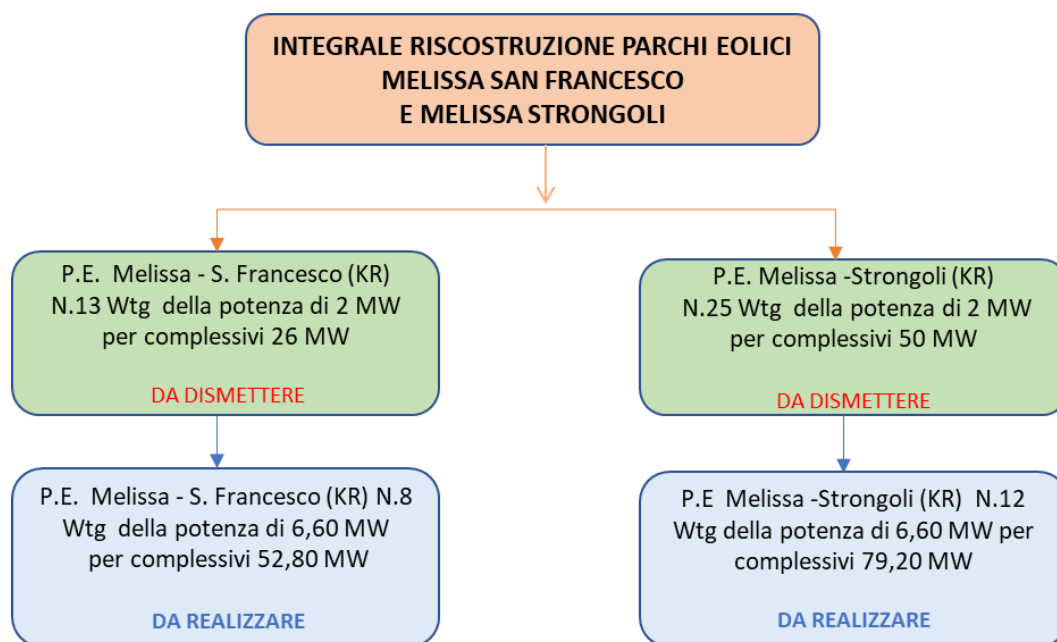 INTEGRALE RISCOSTRUZIONE PARCHI EOLICI
MELISSA SAN FRANCESCO
E MELISSA STRONGOLI
P.E. Melissa - S. Francesco (KR)
N.13 Wtg della potenza di 2 MW
per complessivi 26 MW
DA DISMETTERE
P.E. Melissa -Strongoli (KR)
N.25 Wtg della potenza di 2 MW
per complessivi 50 MW
DA DISMETTERE
P.E. Melissa - S. Francesco (KR) N.8
Wtg della potenza di 6,60 MW
per complessivi 52,80 MW
DA REALIZZARE
P.E Melissa -Strongoli (KR) N.12
Wtg della potenza di 6,60 MW per
complessivi 79,20 MW
DA REALIZZARE